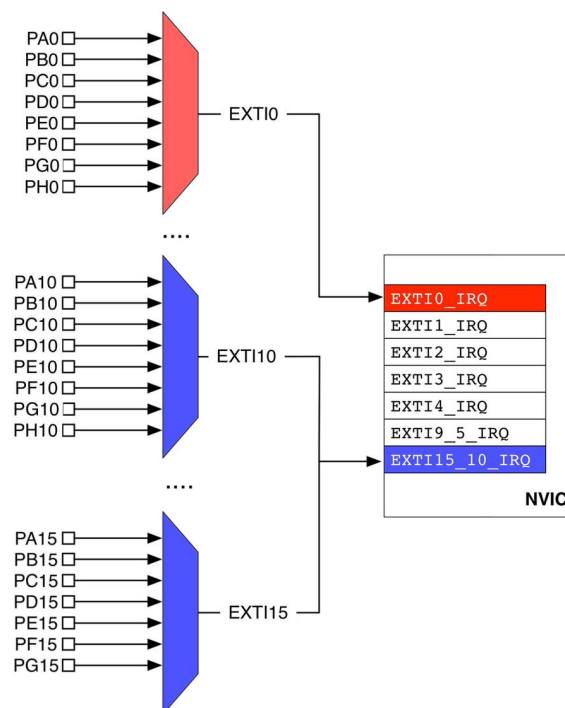 PA0
PB0
PC0
PD0
PE0
PF0
PG0
PH0
EXTI0
....
PA10
PB10
PC10
PD10
PE10
PF10
PG10
PH10
EXTI10
....
PA15
PB15
PC15
PD15
PE15
PF15
PG15
EXTI15
EXTI0_IRQ
EXTI1_IRQ
EXTI2_IRQ
EXTI3_IRQ
EXTI4_IRQ
EXTI9_5_IRQ
EXTI15_10_IRQ
NVIC